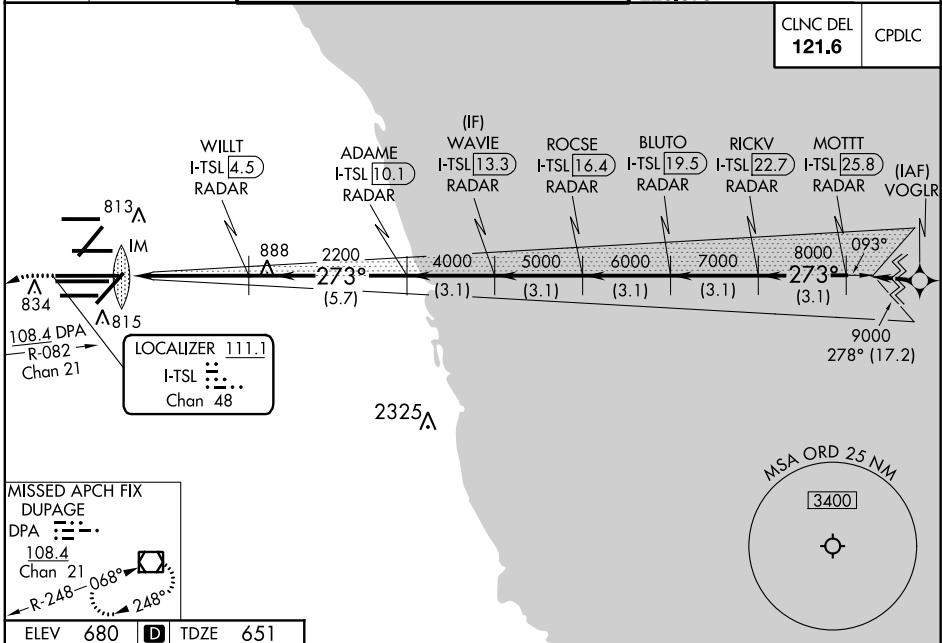 CLNC DEL
121.6
CPDLC
WILLT
I-TSL 4.5
RADAR
ADAME
I-TSL 10.1
RADAR
(IF)
WAVIE
I-TSL 13.3
RADAR
ROCSE
I-TSL 16.4
RADAR
BLUTO
I-TSL 19.5
RADAR
RICKV
I-TSL 22.7
RADAR
MOTTT
I-TSL 25.8
RADAR
(IAF)
VOGLR
813
IM
888
2200
4000
5000
6000
7000
8000
093°
273°
273°
(5.7)
(3.1)
(3.1)
(3.1)
(3.1)
(3.1)
834
815
9000
278° (17.2)
108.4 DPA
R-082
Chan 21
LOCALIZER 111.1
I-TSL
Chan 48
2325
MSA ORD 25 NM
3400
MISSED APCH FIX
DUPAGE
DPA
108.4
Chan 21
R-248
068°
248°
ELEV 680 D TDZE 651